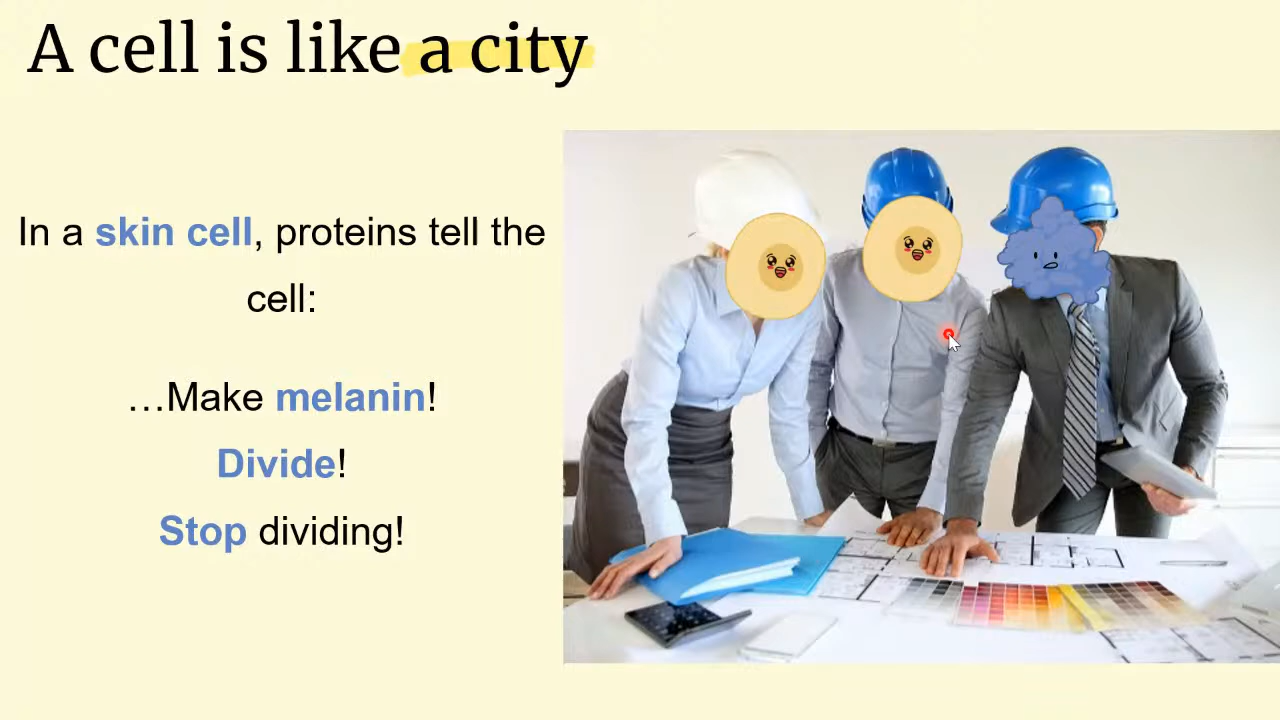 A cell is like a city
In a skin cell, proteins tell the
cell:
…Make melanin!
Divide!
Stop dividing!